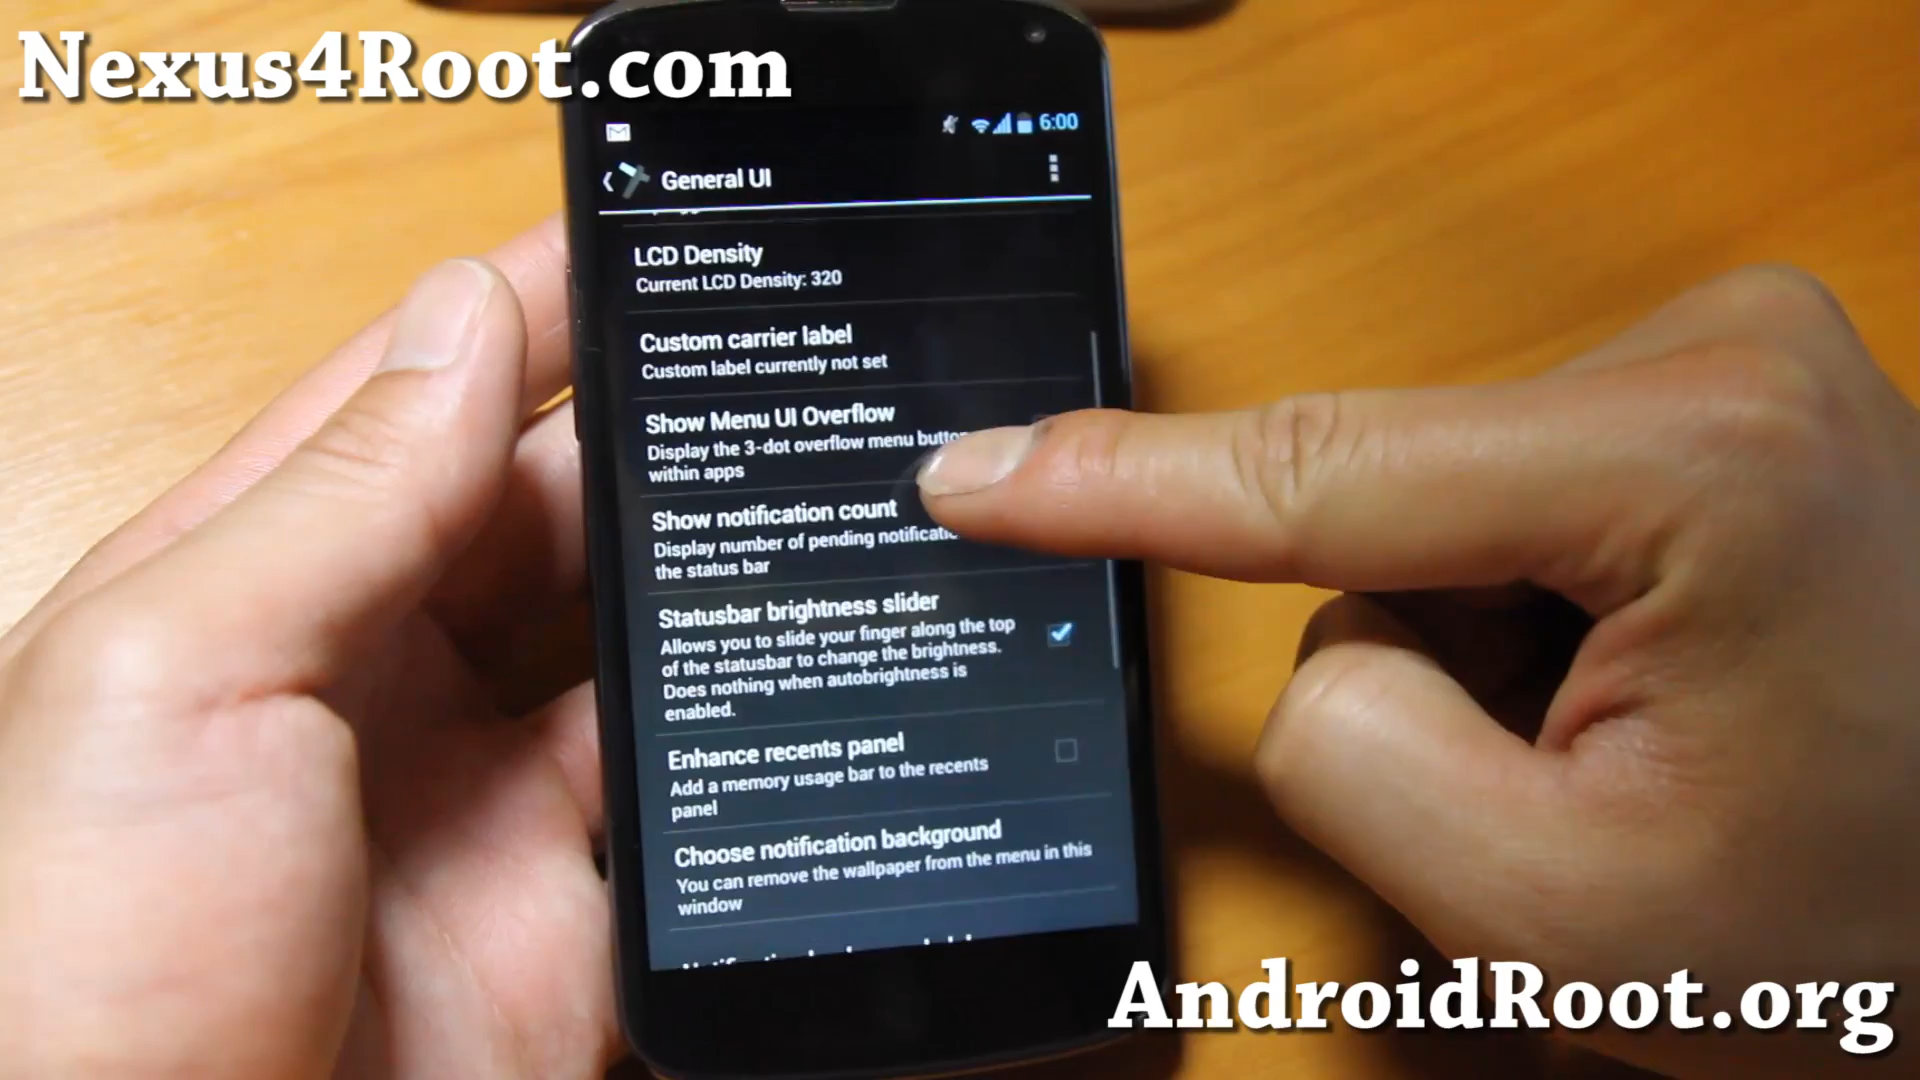 Nexus4Root.com
6:00
General UI
LCD Density
Current LCD Density: 320
Custom carrier label
Custom label currently not set
Show Menu UI Overflow
Display the 3-dot overflow menu
within apps
Show notification count
Display number of pending
the status bar
Statusbar brightness slider
Allows you to slide your finger along the top
of the statusbar to change the brightness.
Does nothing when autobrightness is
enabled.
Enhance recents panel
Add a memory usage bar to the recents
panel
Choose notification background
You can remove the wallpaper from the menu in this
window
AndroidRoot.org